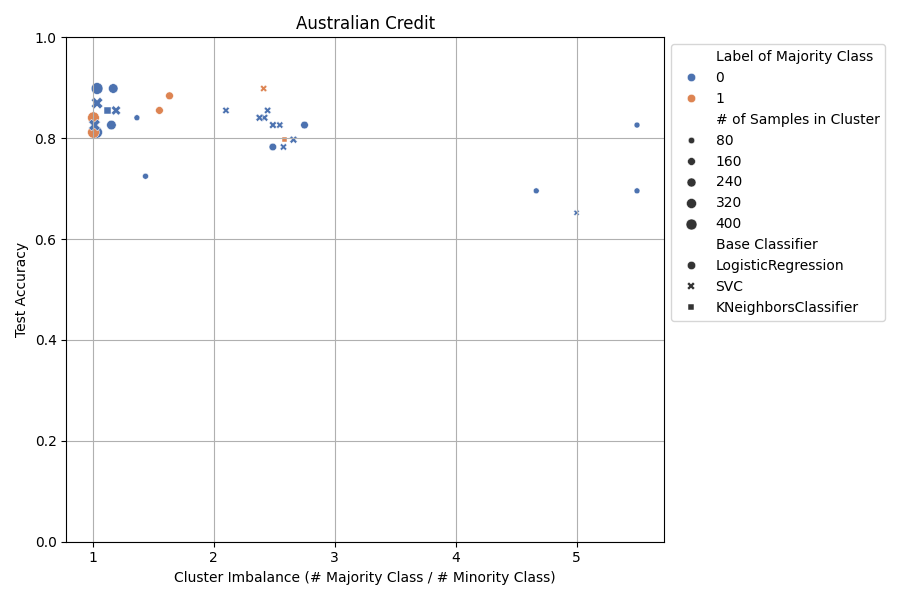 Australian Credit
Test Accuracy
1.0
0.8
0.6
0.4
0.2
0.0
1
2
3
4
5
Cluster Imbalance (# Majority Class / # Minority Class)
Label of Majority Class
0
1
# of Samples in Cluster
80
160
240
320
400
Base Classifier
LogisticRegression
SVC
KNeighborsClassifier